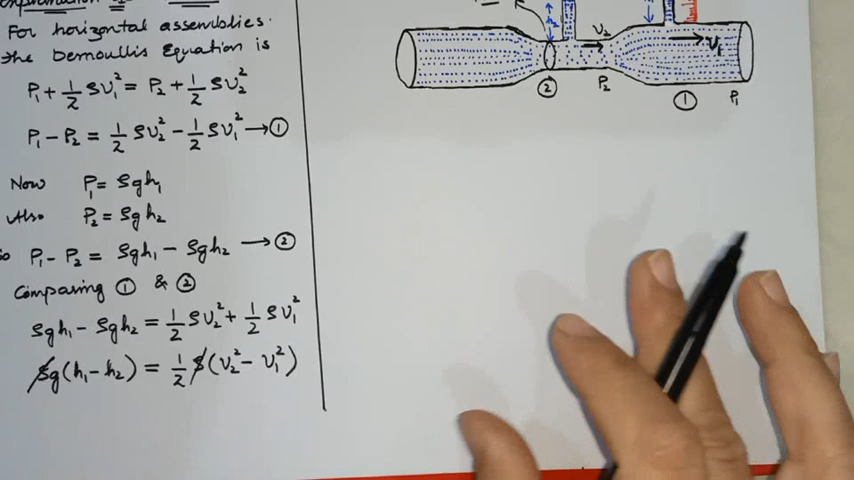 For horizontal assemblies.
the Bernoullis Equation is
P₁ + 1/2 ρv₁² = P₂ + 1/2 ρv₂²
P₁ - P₂ = 1/2 ρv₂² - 1/2 ρv₁² → ①
Now P₁ = ρgh₁
Also P₂ = ρgh₂
So P₁ - P₂ = ρgh₁ - ρgh₂ → ②
Comparing ① & ②
ρgh₁ - ρgh₂ = 1/2 ρv₂² + 1/2 ρv₁²
ρg(h₁ - h₂) = 1/2 ρ(v₂² - v₁²)
v₂
v₁
②
P₂
①
P₁